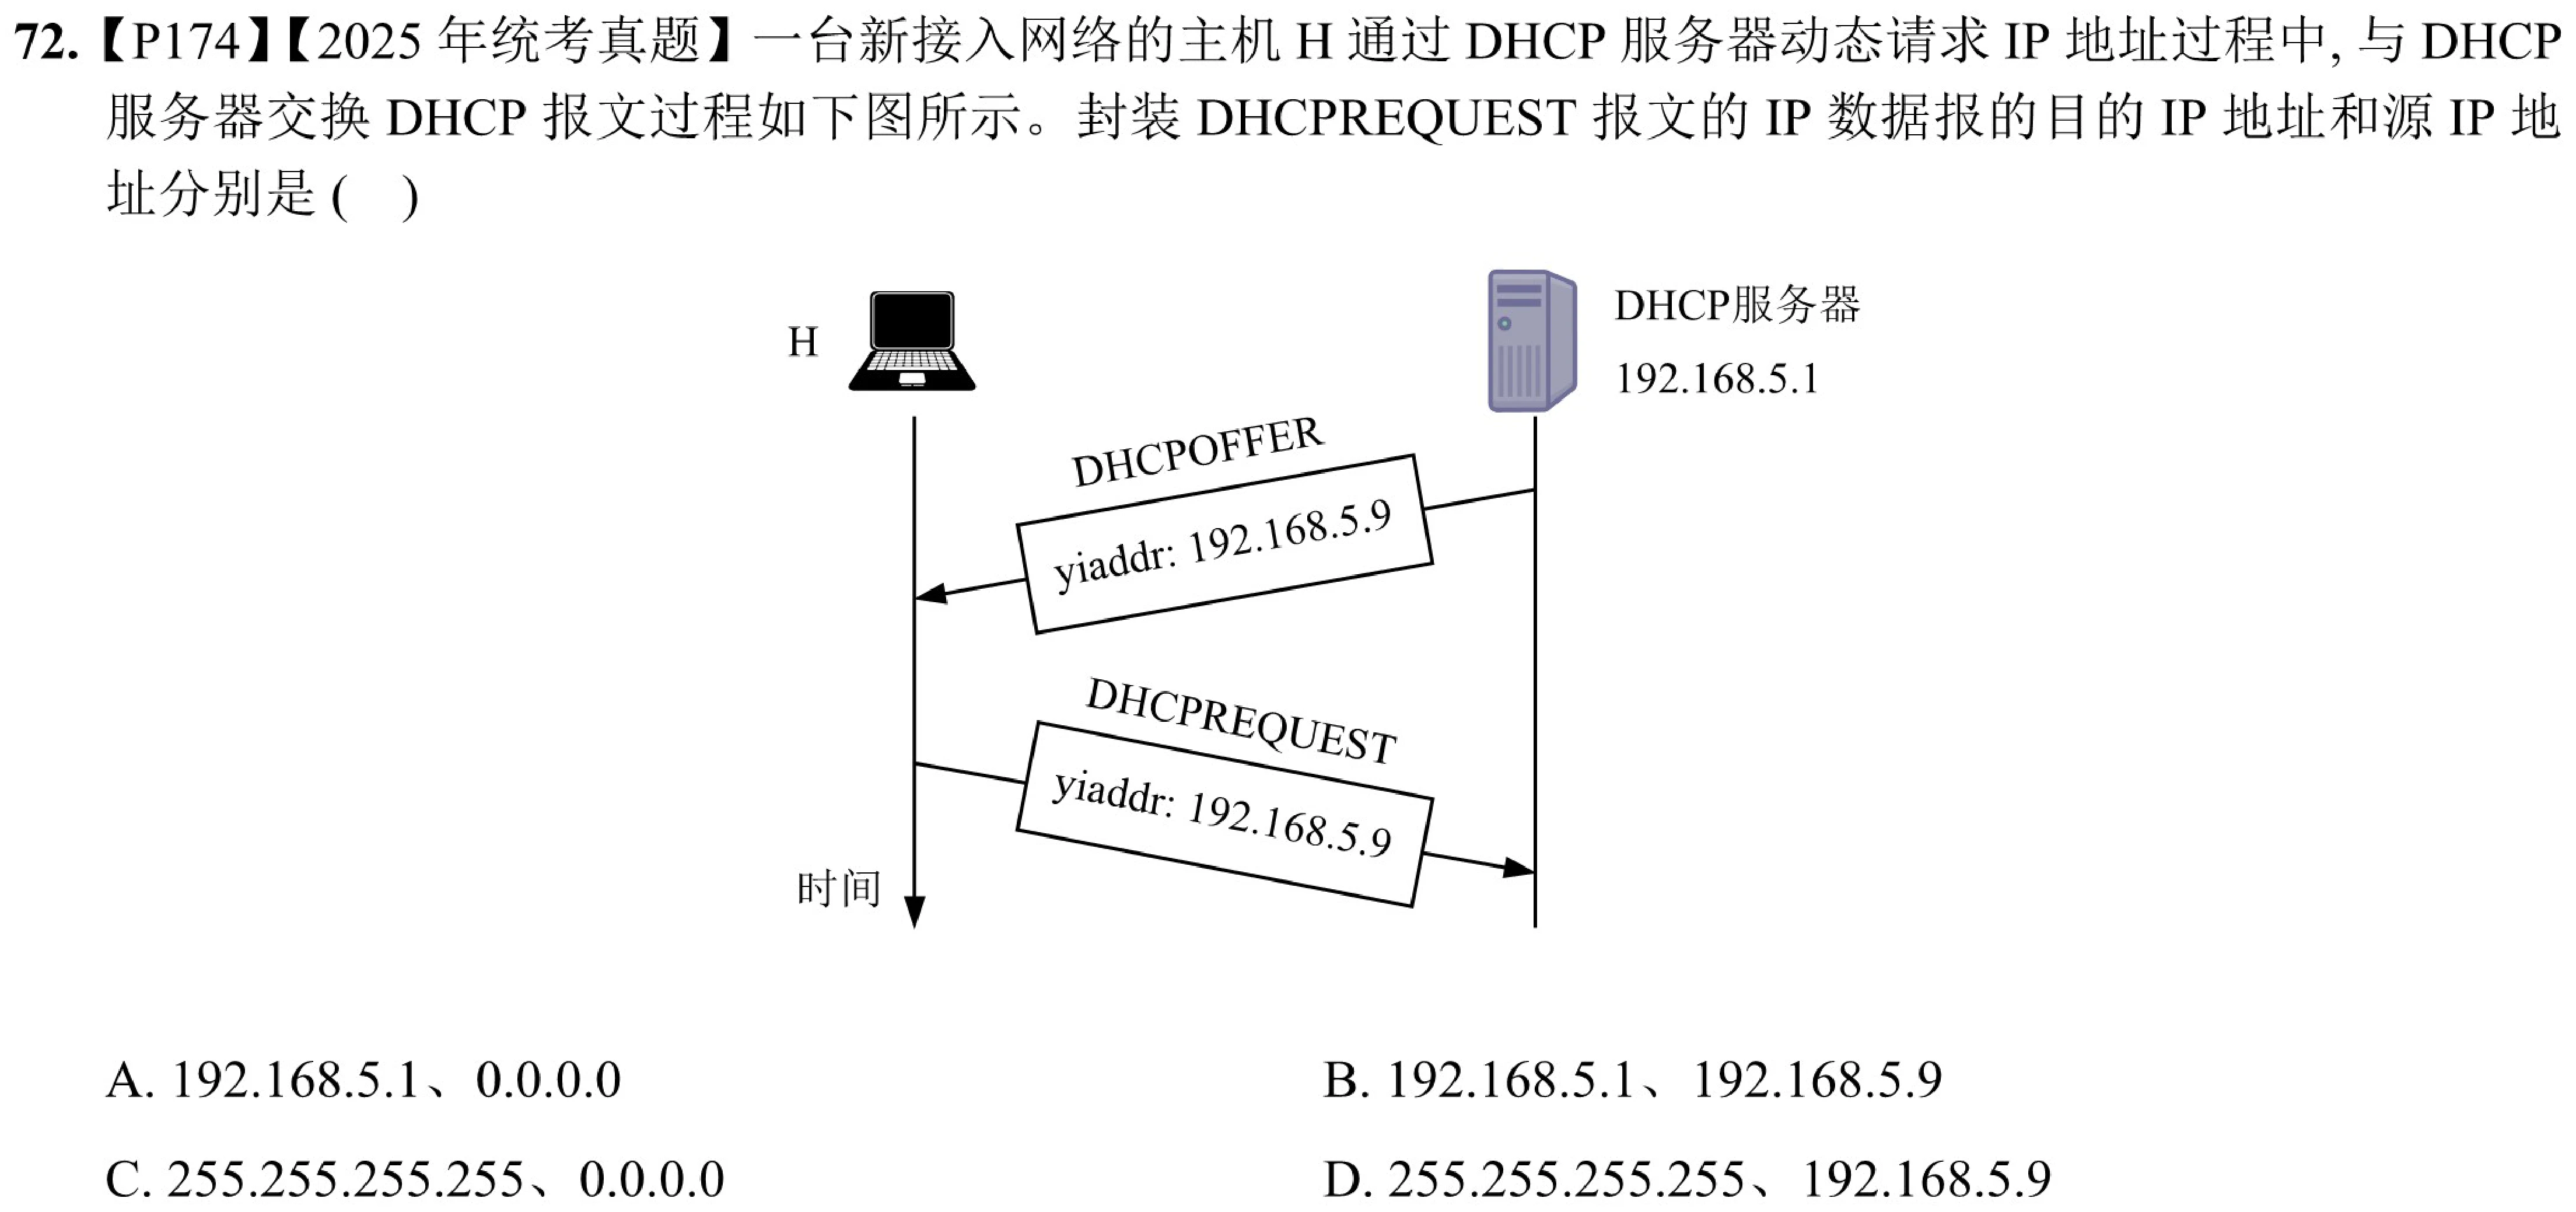 72.【P174】【2025 年统考真题】一台新接入网络的主机 H 通过 DHCP 服务器动态请求 IP 地址过程中, 与 DHCP
服务器交换 DHCP 报文过程如下图所示。封装 DHCPREQUEST 报文的 IP 数据报的目的 IP 地址和源 IP 地
址分别是 (   )
DHCP服务器
H
192.168.5.1
DHCPOFFER
yiaddr: 192.168.5.9
DHCPREQUEST
yiaddr: 192.168.5.9
时间
A. 192.168.5.1、0.0.0.0
B. 192.168.5.1、192.168.5.9
C. 255.255.255.255、0.0.0.0
D. 255.255.255.255、192.168.5.9